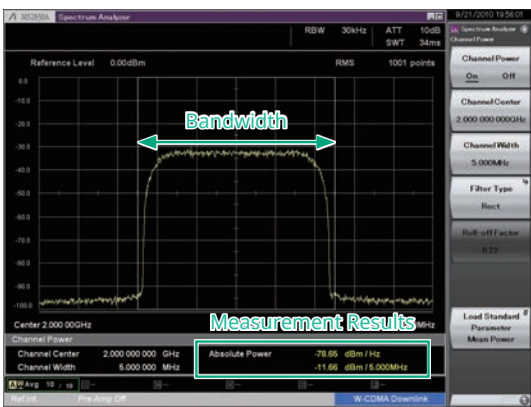 MS2830A Spectrum Analyzer
9/21/2010 19:56:01
RBW 30kHz ATT 10dB
SWT 34ms
Spectrum Analyzer
Channel Power
Reference Level 0.00dBm RMS 1001 points
Channel Power
On Off
0.0
-10.0
Channel Center
2.000 000 000GHz
-20.0
Bandwidth
-30.0
Channel Width
5.000MHz
-40.0
-50.0
Filter Type
Rect
-60.0
-70.0
Roll-off Factor
0.22
-80.0
-90.0
-100.0
Center 2.000 00GHz
MHz
Measurement Results
Load Standard
Parameter
Mean Power
Channel Power
Channel Center 2.000 000 000 GHz Absolute Power -78.65 dBm / Hz
Channel Width 5.000 000 MHz -11.66 dBm / 5.000MHz
A W Avg 10 / 10
Ref.Int Pre-Amp Off W-CDMA Downlink